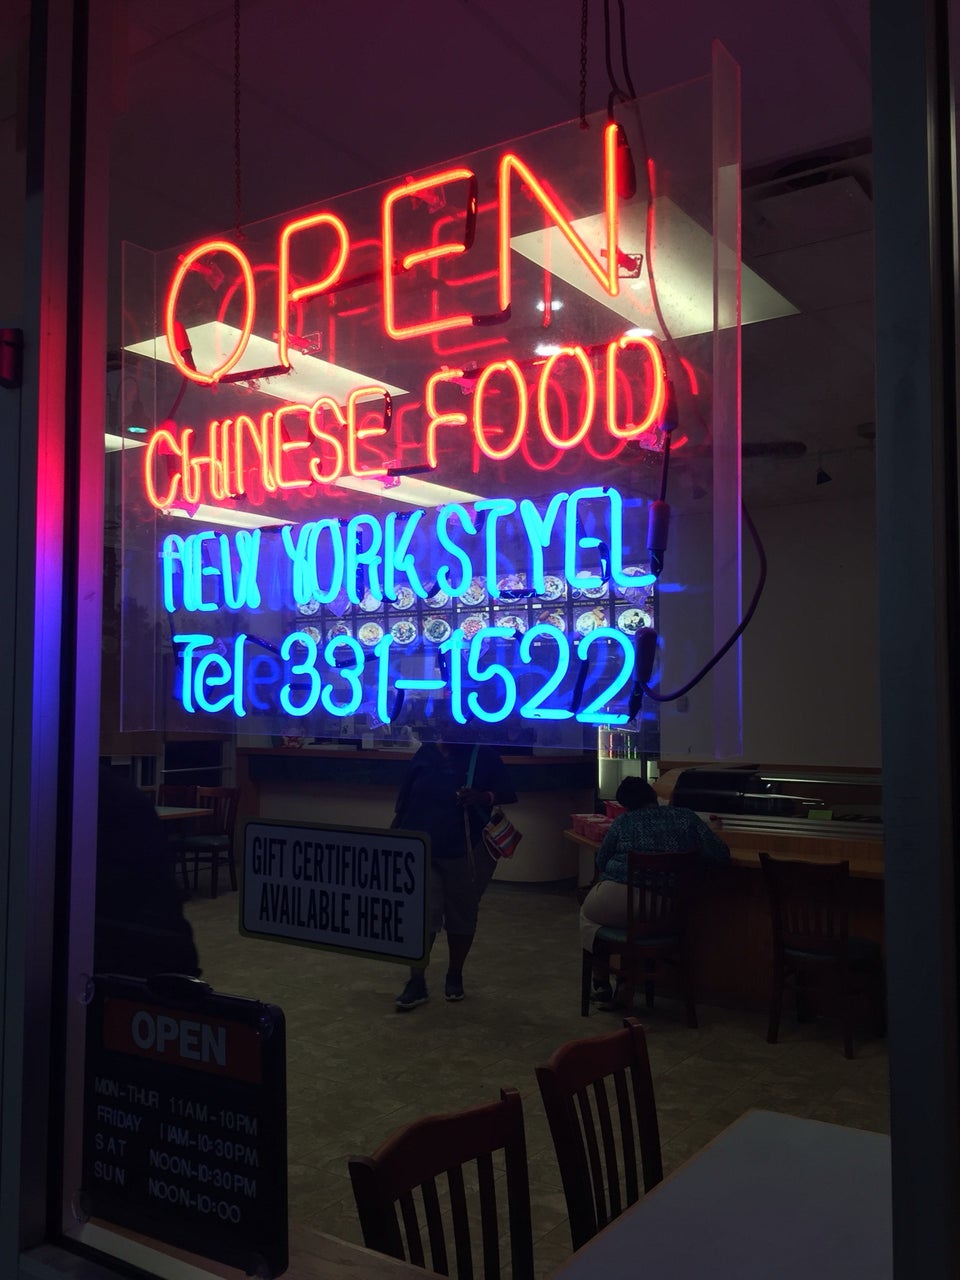 OPEN
CHINESE FOOD
NEW YORK STYEL
Tel 331-1522
GIFT CERTIFICATES
AVAILABLE HERE
OPEN
MON-THUR 11AM-10PM
FRIDAY 11AM-10:30PM
SAT NOON-10:30PM
SUN NOON-10:00